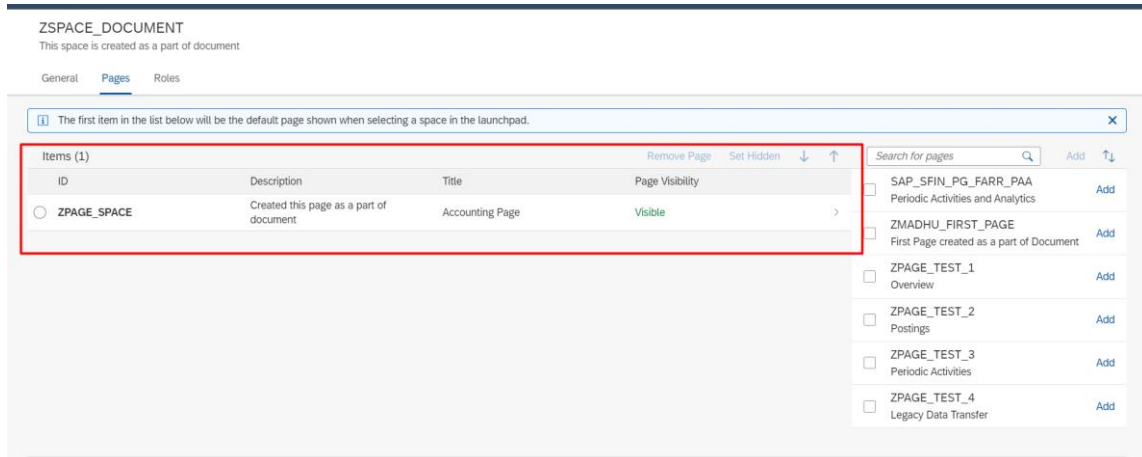 ZSPACE_DOCUMENT
This space is created as a part of document
General Pages Roles
The first item in the list below will be the default page shown when selecting a space in the launchpad.
Items (1) Remove Page Set Hidden
ID Description Title Page Visibility
ZPAGE_SPACE Created this page as a part of document Accounting Page Visible
Search for pages Add
SAP_SFIN_PG_FARR_PAA Add
Periodic Activities and Analytics
ZMADHU_FIRST_PAGE Add
First Page created as a part of Document
ZPAGE_TEST_1 Add
Overview
ZPAGE_TEST_2 Add
Postings
ZPAGE_TEST_3 Add
Periodic Activities
ZPAGE_TEST_4 Add
Legacy Data Transfer